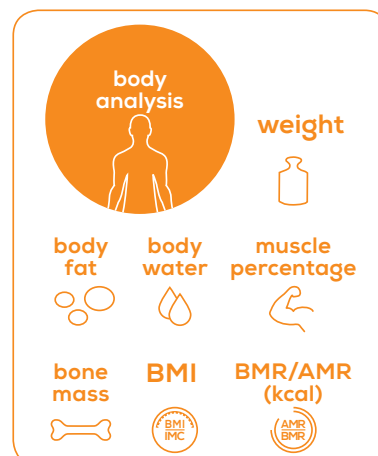 body
analysis
weight
body
fat
body
water
muscle
percentage
bone
mass
BMI
BMI
IMC
BMR/AMR
(kcal)
AMR
BMR